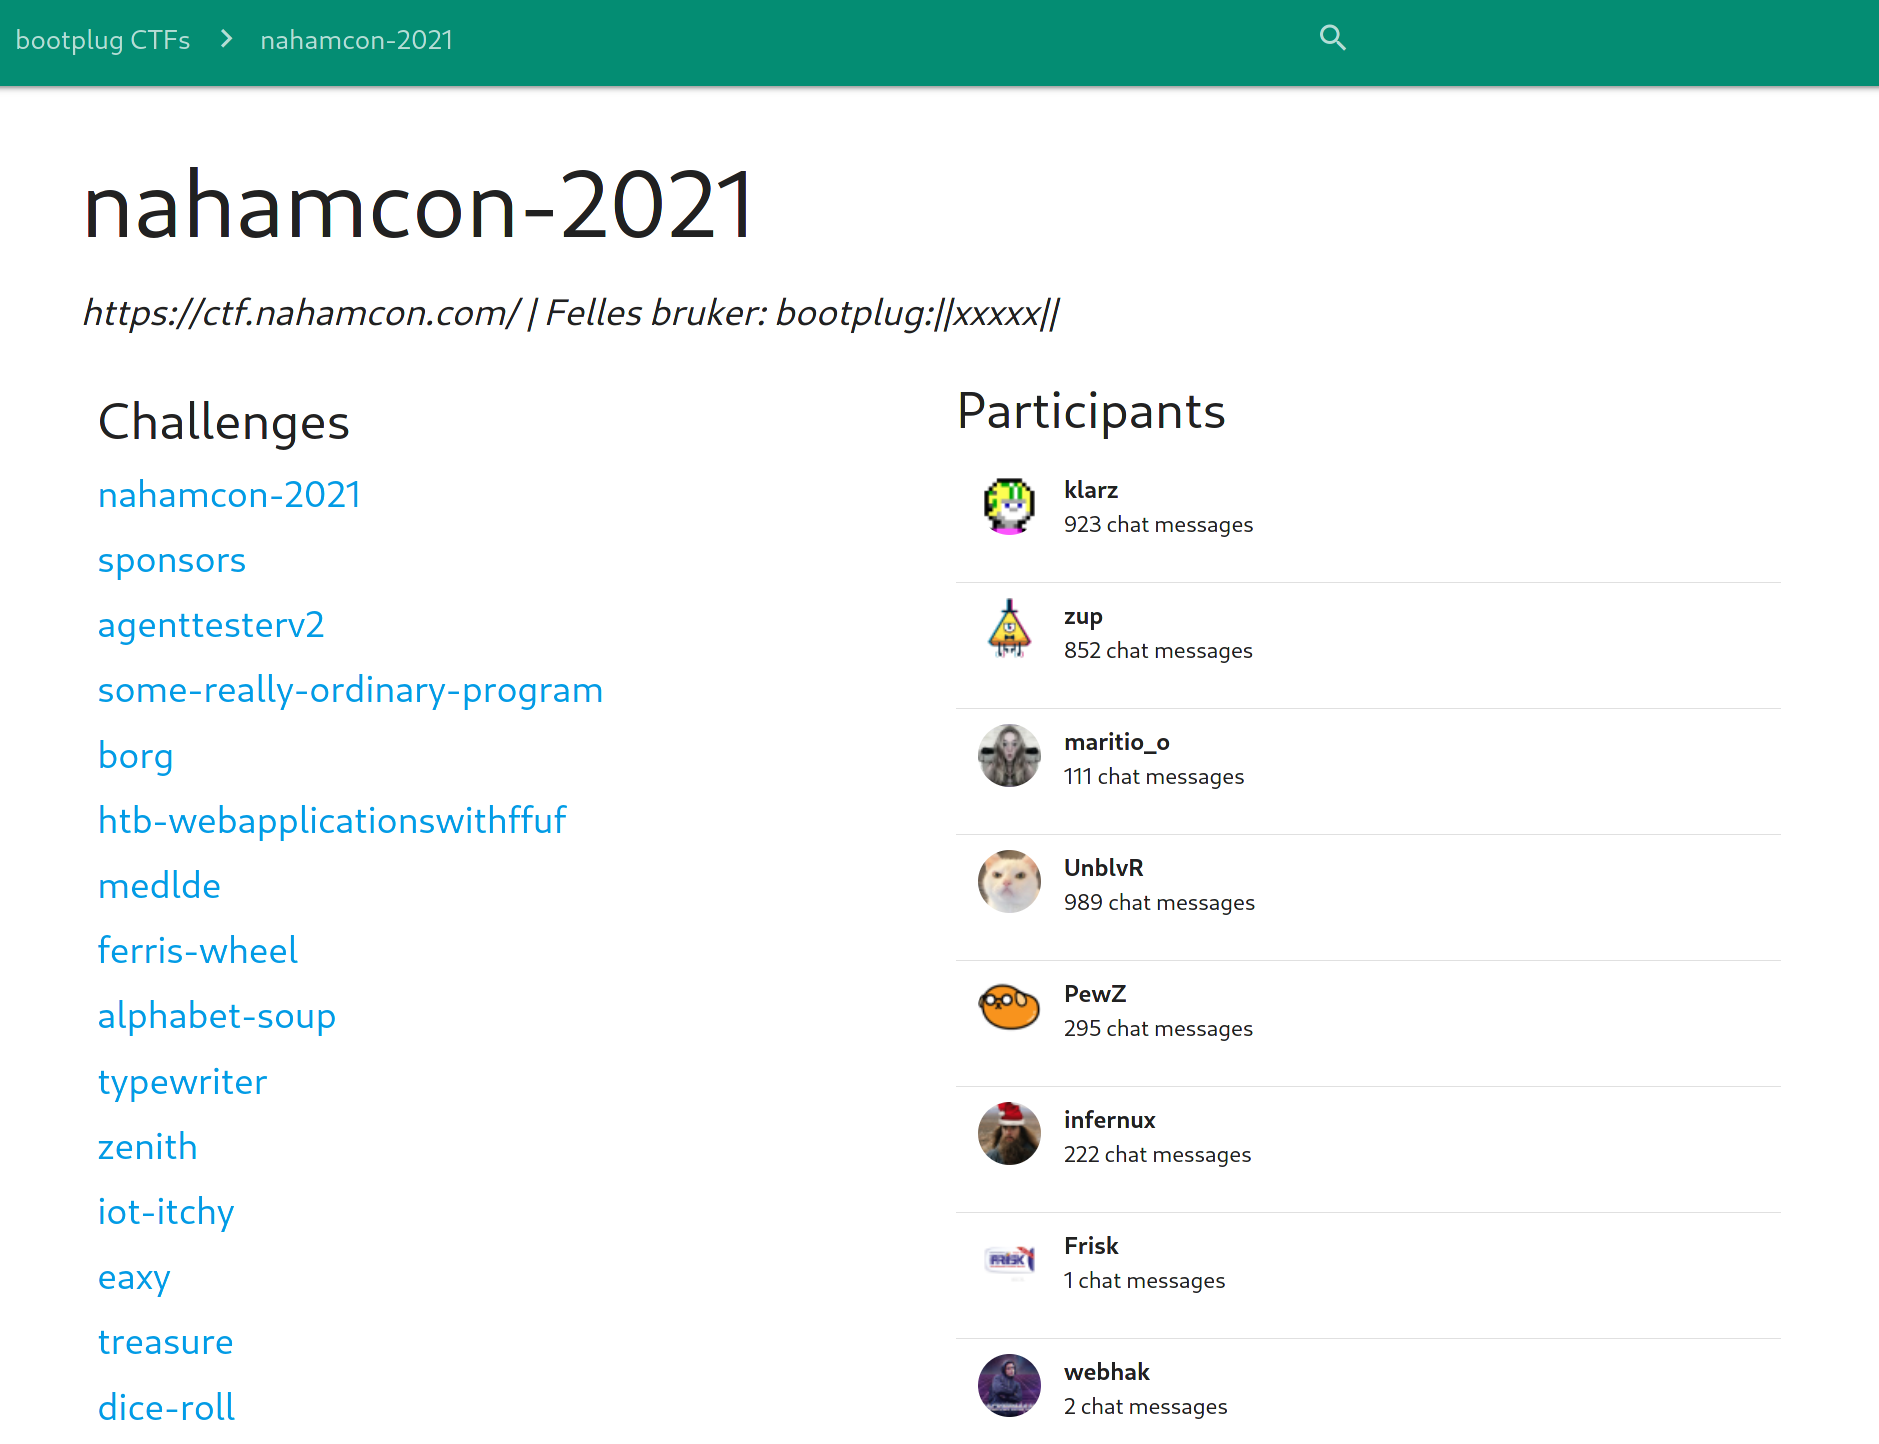 bootplug CTFs > nahamcon-2021
nahamcon-2021
https://ctf.nahamcon.com/ | Felles bruker: bootplug:||xxxxx||
Challenges
nahamcon-2021
sponsors
agenttesterv2
some-really-ordinary-program
borg
htb-webapplicationswithffuf
medlde
ferris-wheel
alphabet-soup
typewriter
zenith
iot-itchy
eaxy
treasure
dice-roll
Participants
klarz
923 chat messages
zup
852 chat messages
maritio_o
111 chat messages
UnblvR
989 chat messages
PewZ
295 chat messages
infernux
222 chat messages
FRISK
Frisk
1 chat messages
webhak
2 chat messages